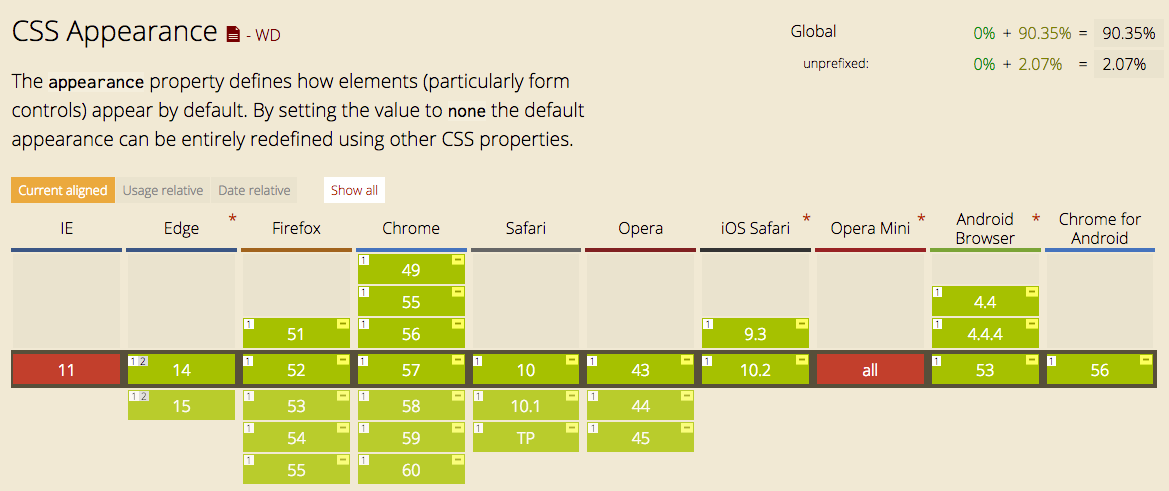 CSS Appearance - WD
Global 0% + 90.35% = 90.35%
unprefixed: 0% + 2.07% = 2.07%
The appearance property defines how elements (particularly form
controls) appear by default. By setting the value to none the default
appearance can be entirely redefined using other CSS properties.
Current aligned Usage relative Date relative Show all
IE Edge * Firefox Chrome Safari Opera iOS Safari * Opera Mini * Android Browser * Chrome for Android
1 49 −
1 55 − 1 4.4 −
1 51 − 1 56 − 1 9.3 − 1 4.4.4 −
11 1 2 14 1 52 − 1 57 − 1 10 − 1 43 − 1 10.2 − all 1 53 − 1 56 −
1 2 15 1 53 − 1 58 − 1 10.1 − 1 44 −
1 54 − 1 59 − 1 TP − 1 45 −
1 55 − 1 60 −